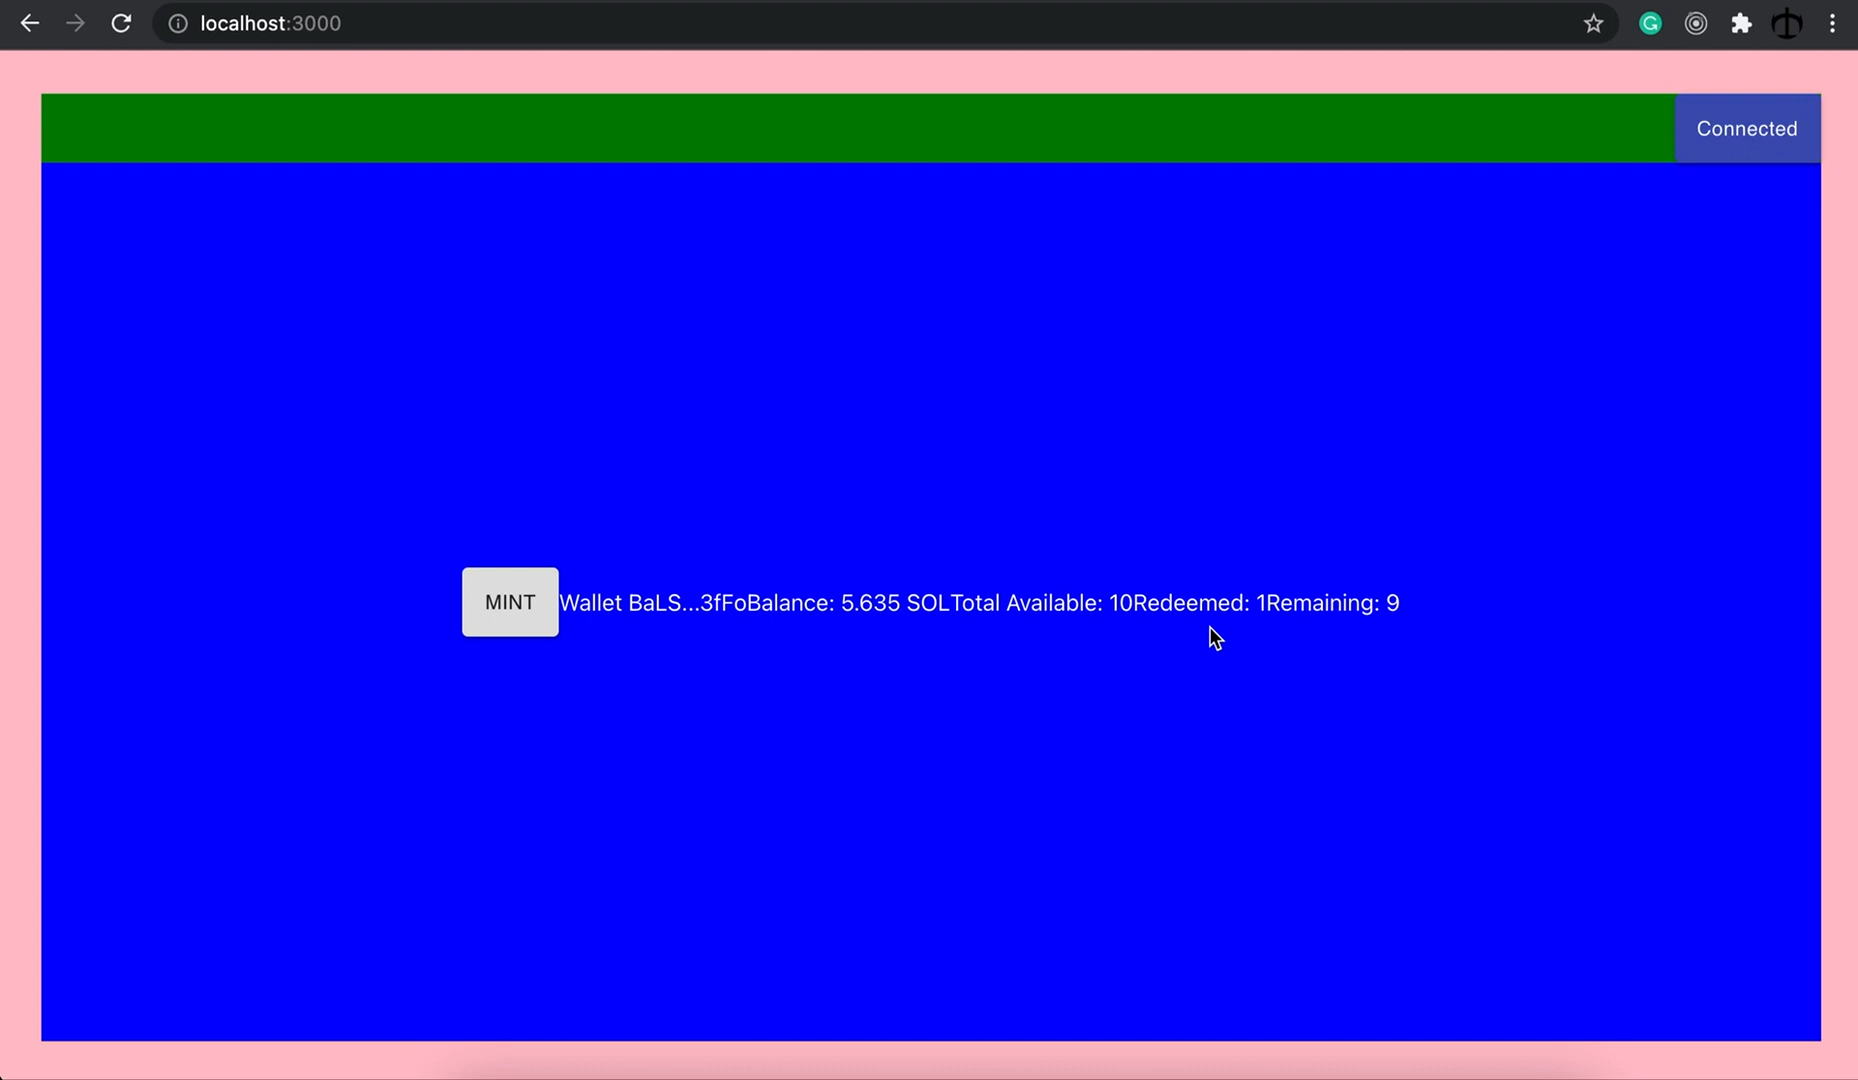 localhost:3000
Connected
MINT
Wallet BaLS...3fFoBalance: 5.635 SOLTotal Available: 10Redeemed: 1Remaining: 9